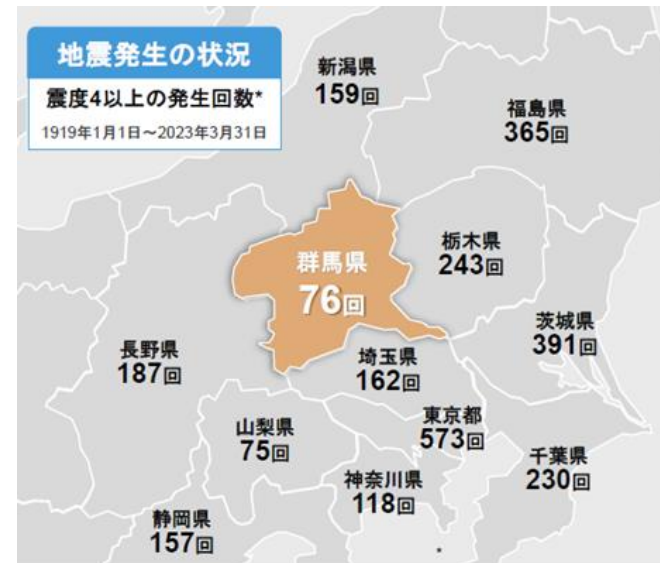 地震発生の状況
震度4以上の発生回数*
1919年1月1日～2023年3月31日
新潟県
159回
福島県
365回
栃木県
243回
群馬県
76回
茨城県
391回
長野県
187回
埼玉県
162回
東京都
573回
山梨県
75回
千葉県
230回
神奈川県
118回
静岡県
157回
*